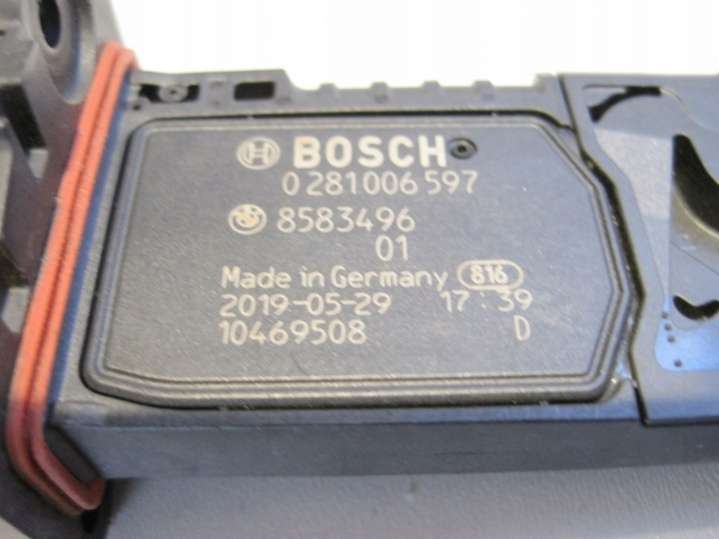 BOSCH
0 281 006 597
8583496
01
Made in Germany 816
2019-05-29 17:39
10469508 D